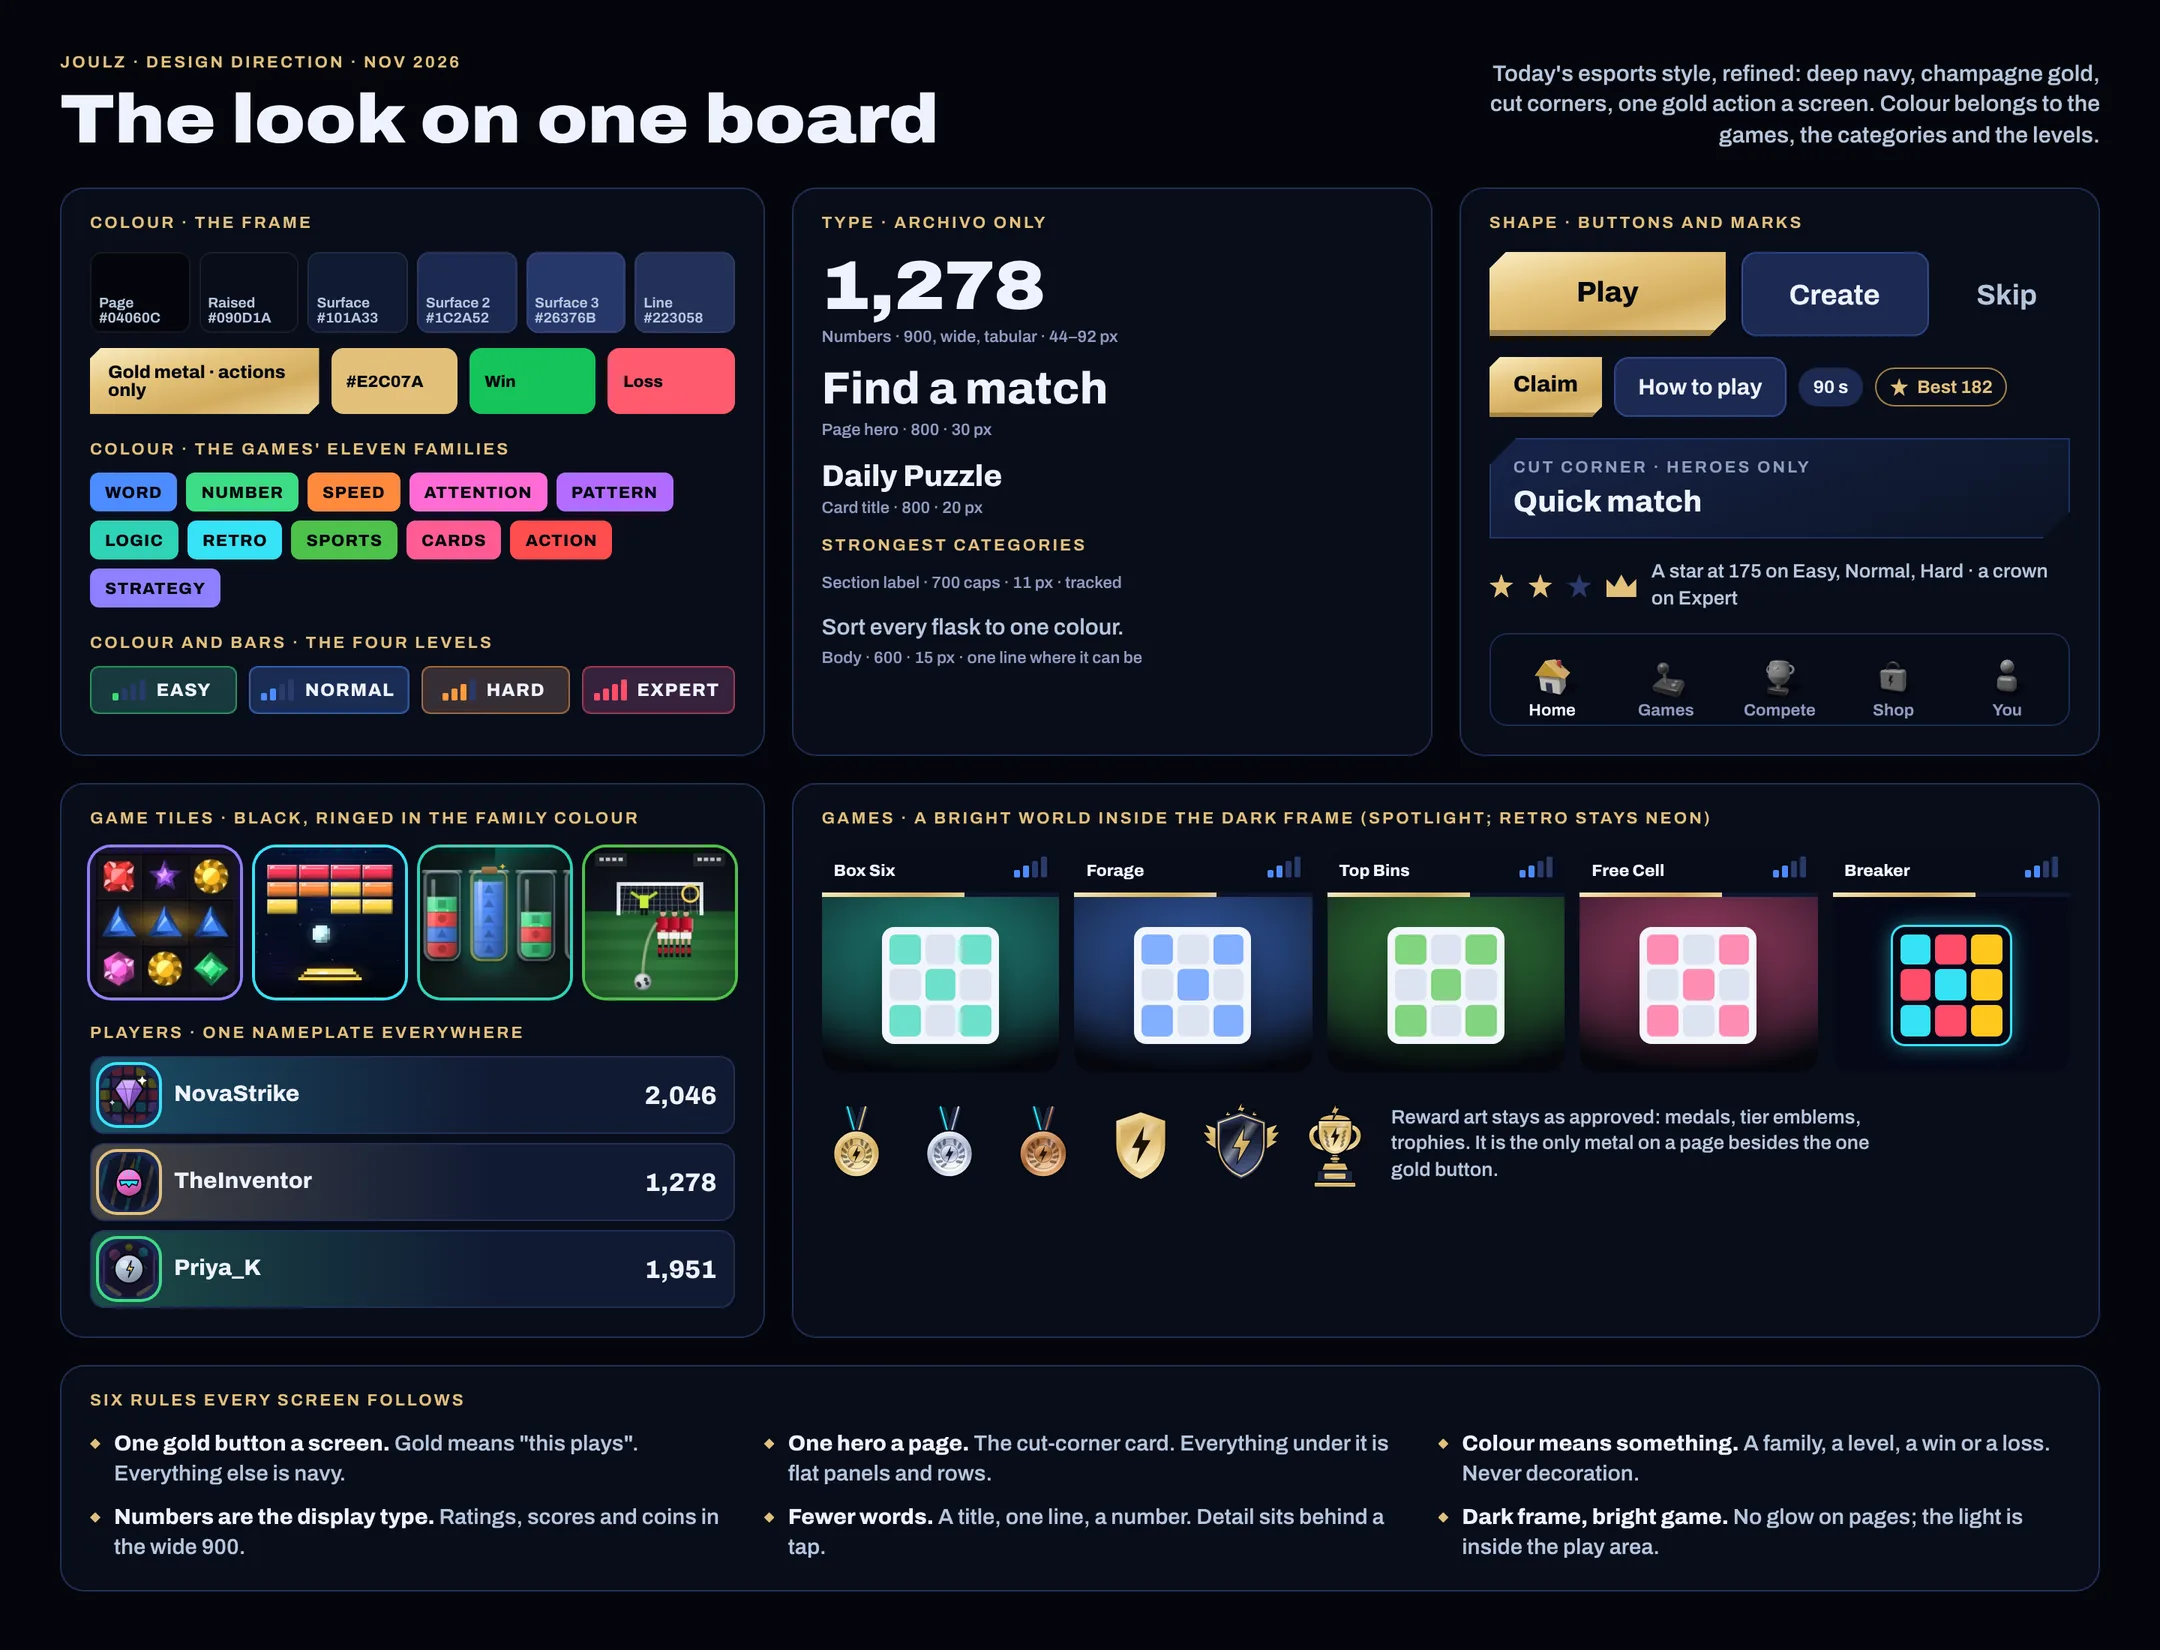 JOULZ · DESIGN DIRECTION · NOV 2026
The look on one board
Today's esports style, refined: deep navy, champagne gold,
cut corners, one gold action a screen. Colour belongs to the
games, the categories and the levels.
COLOUR · THE FRAME
Page
#04060C
Raised
#090D1A
Surface
#101A33
Surface 2
#1C2A52
Surface 3
#26376B
Line
#223058
Gold metal · actions
only
#E2C07A
Win
Loss
COLOUR · THE GAMES' ELEVEN FAMILIES
WORD
NUMBER
SPEED
ATTENTION
PATTERN
LOGIC
RETRO
SPORTS
CARDS
ACTION
STRATEGY
COLOUR AND BARS · THE FOUR LEVELS
EASY
NORMAL
HARD
EXPERT
TYPE · ARCHIVO ONLY
1,278
Numbers · 900, wide, tabular · 44–92 px
Find a match
Page hero · 800 · 30 px
Daily Puzzle
Card title · 800 · 20 px
STRONGEST CATEGORIES
Section label · 700 caps · 11 px · tracked
Sort every flask to one colour.
Body · 600 · 15 px · one line where it can be
SHAPE · BUTTONS AND MARKS
Play
Create
Skip
Claim
How to play
90 s
★ Best 182
CUT CORNER · HEROES ONLY
Quick match
A star at 175 on Easy, Normal, Hard · a crown
on Expert
Home
Games
Compete
Shop
You
GAME TILES · BLACK, RINGED IN THE FAMILY COLOUR
PLAYERS · ONE NAMEPLATE EVERYWHERE
NovaStrike
2,046
TheInventor
1,278
Priya_K
1,951
GAMES · A BRIGHT WORLD INSIDE THE DARK FRAME (SPOTLIGHT; RETRO STAYS NEON)
Box Six
Forage
Top Bins
Free Cell
Breaker
Reward art stays as approved: medals, tier emblems,
trophies. It is the only metal on a page besides the one
gold button.
SIX RULES EVERY SCREEN FOLLOWS
One gold button a screen. Gold means "this plays".
Everything else is navy.
One hero a page. The cut-corner card. Everything under it is
flat panels and rows.
Colour means something. A family, a level, a win or a loss.
Never decoration.
Numbers are the display type. Ratings, scores and coins in
the wide 900.
Fewer words. A title, one line, a number. Detail sits behind a
tap.
Dark frame, bright game. No glow on pages; the light is
inside the play area.